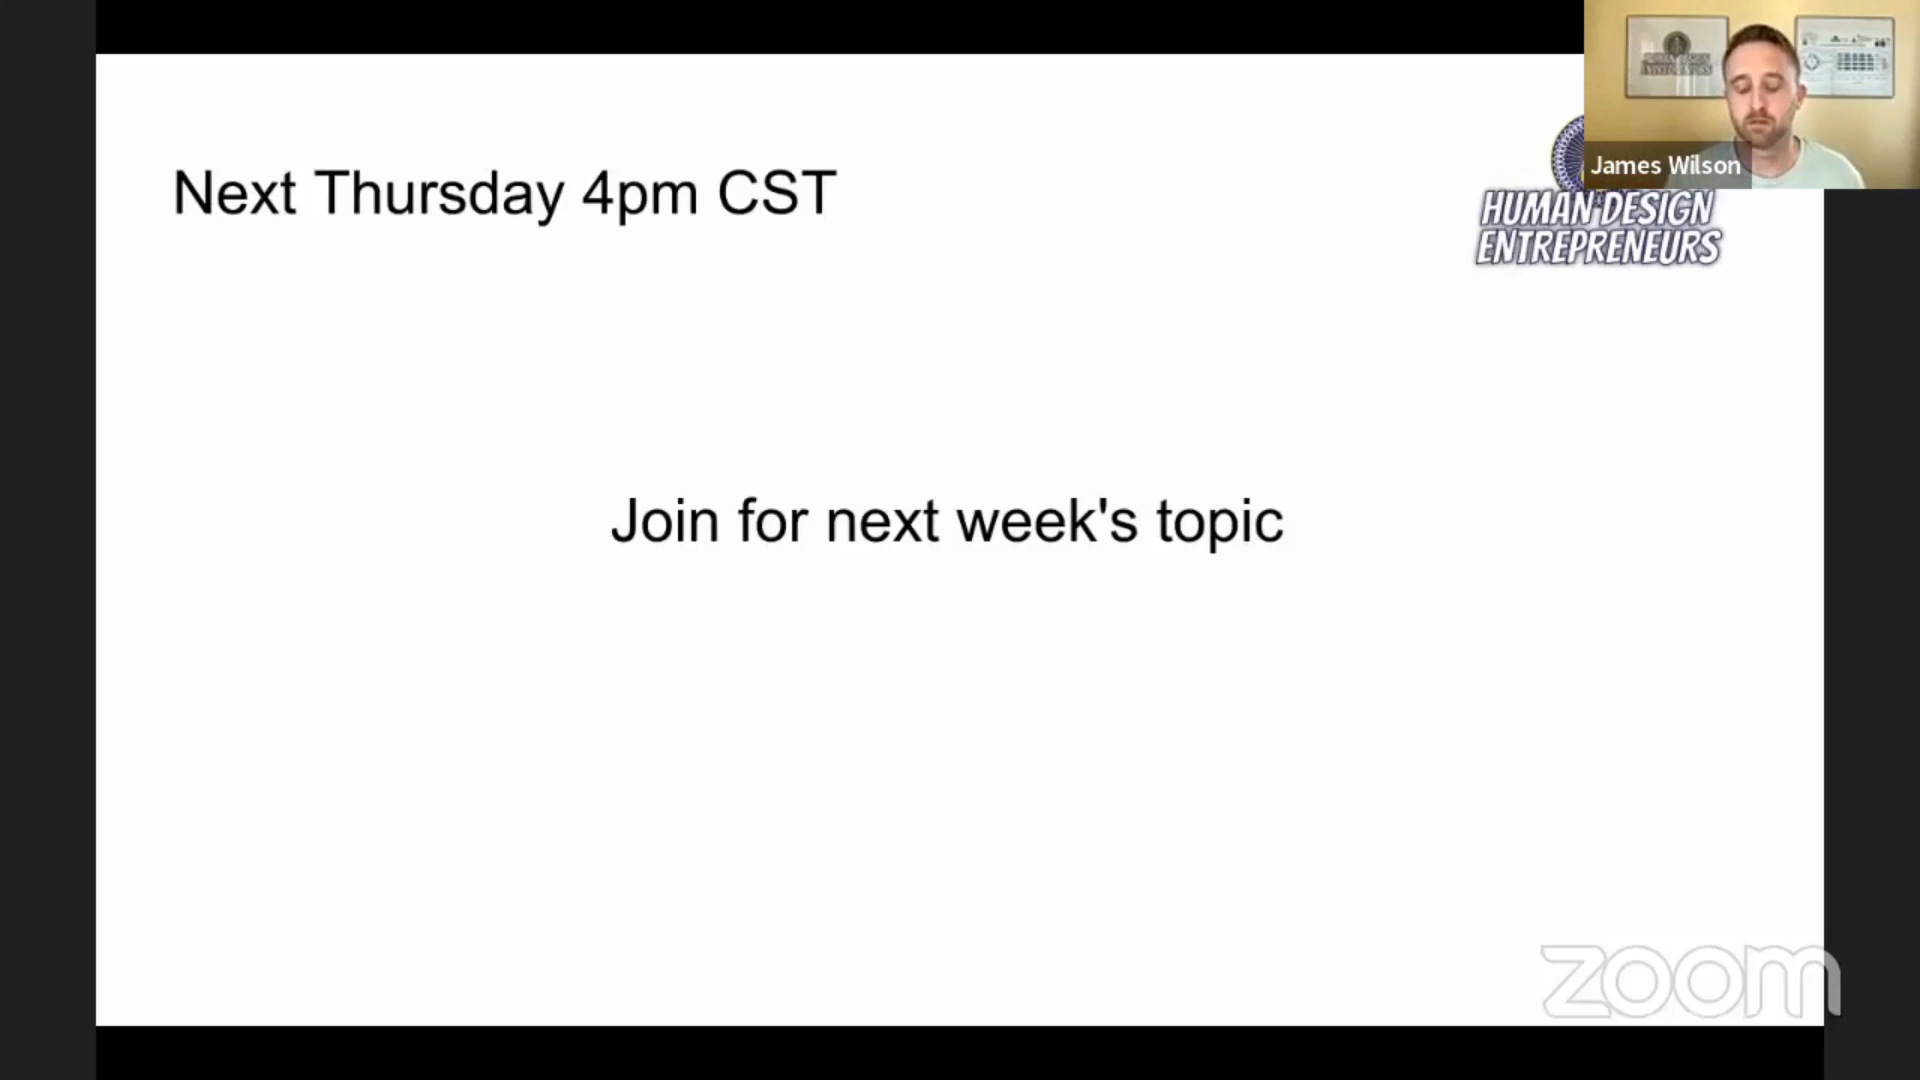 James Wilson
Next Thursday 4pm CST
HUMAN DESIGN
ENTREPRENEURS
Join for next week's topic
zoom